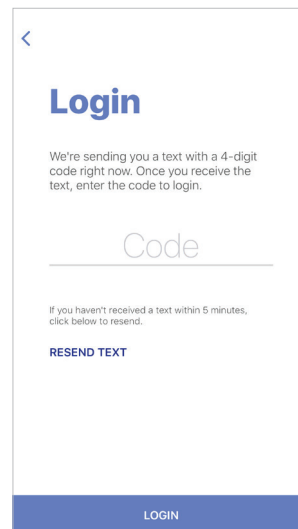 Login
We're sending you a text with a 4-digit
code right now. Once you receive the
text, enter the code to login.
Code
If you haven't received a text within 5 minutes,
click below to resend.
RESEND TEXT
LOGIN